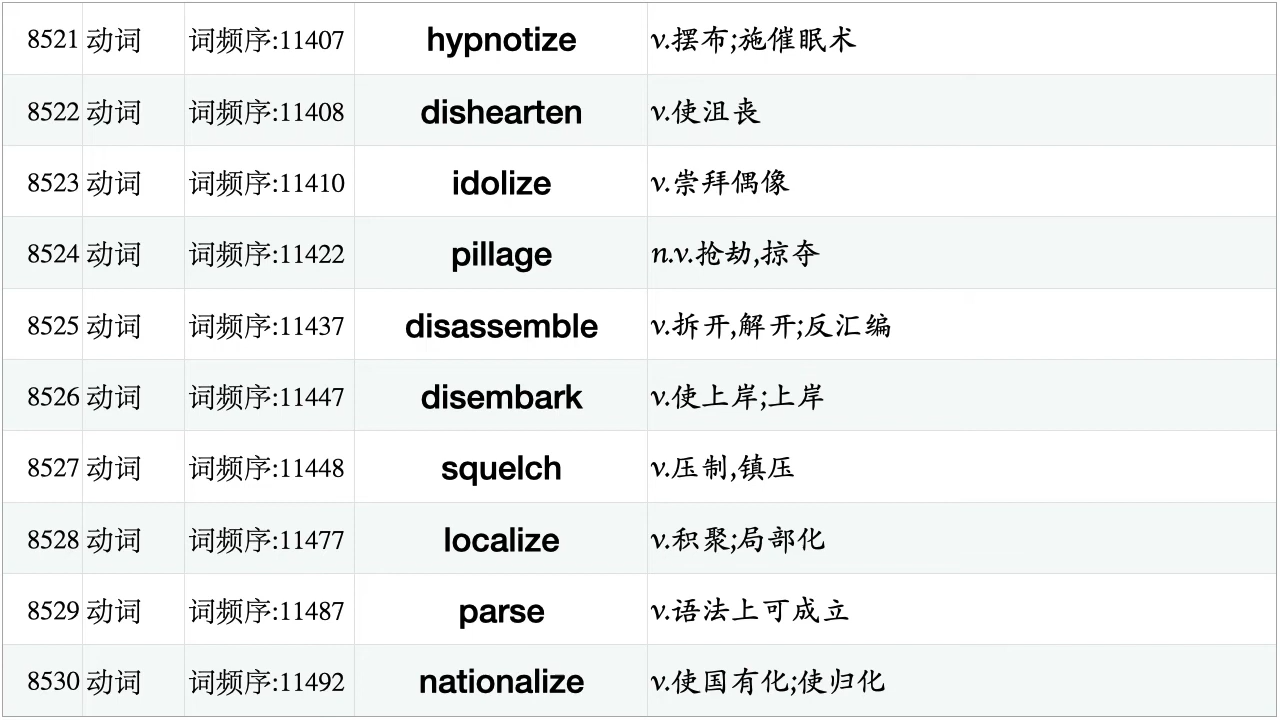 8521 动词 词频序:11407 hypnotize v.摆布;施催眠术
8522 动词 词频序:11408 dishearten v.使沮丧
8523 动词 词频序:11410 idolize v.崇拜偶像
8524 动词 词频序:11422 pillage n.v.抢劫,掠夺
8525 动词 词频序:11437 disassemble v.拆开,解开;反汇编
8526 动词 词频序:11447 disembark v.使上岸;上岸
8527 动词 词频序:11448 squelch v.压制,镇压
8528 动词 词频序:11477 localize v.积聚;局部化
8529 动词 词频序:11487 parse v.语法上可成立
8530 动词 词频序:11492 nationalize v.使国有化;使归化